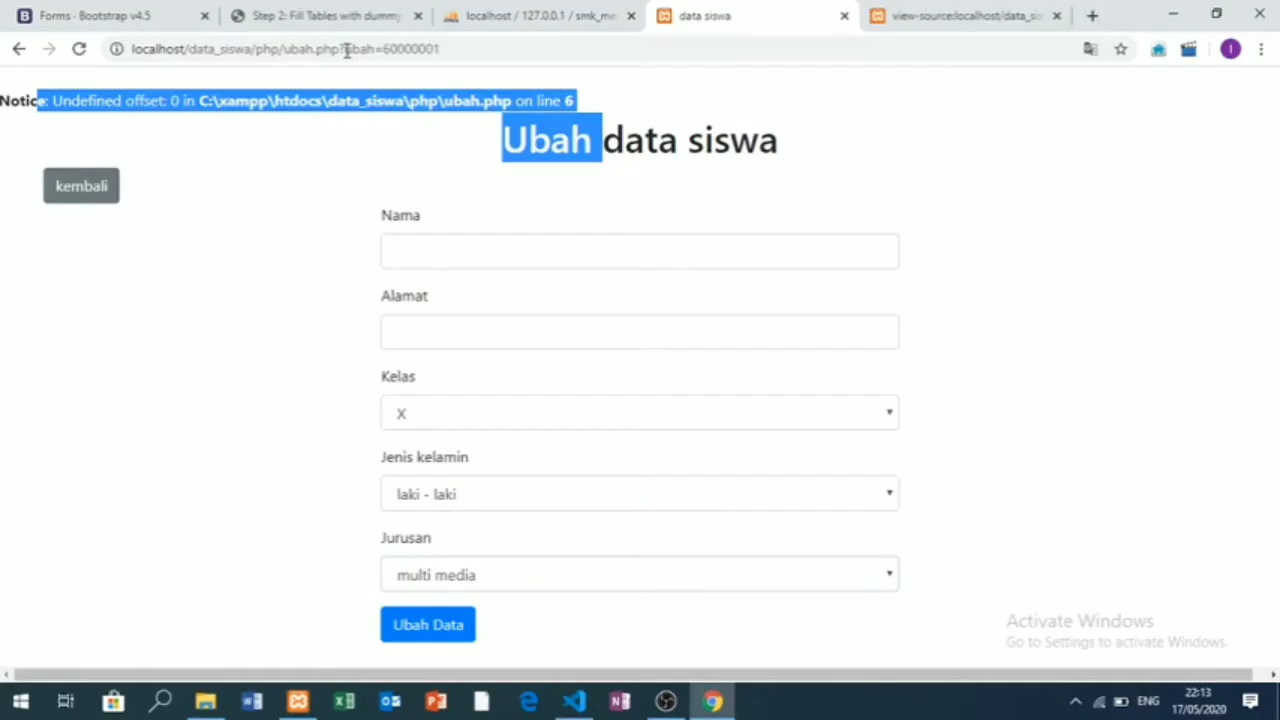 Forms · Bootstrap v4.5
Step 2: Fill Tables with dummy
localhost / 127.0.0.1 / smk_me
data siswa
view-source:localhost/data_sis
localhost/data_siswa/php/ubah.php?ubah=60000001
Notice: Undefined offset: 0 in C:\xampp\htdocs\data_siswa\php\ubah.php on line 6
Ubah data siswa
kembali
Nama
Alamat
Kelas
X
Jenis kelamin
laki - laki
Jurusan
multi media
Ubah Data
Activate Windows
Go to Settings to activate Windows.
ENG
22:13
17/05/2020